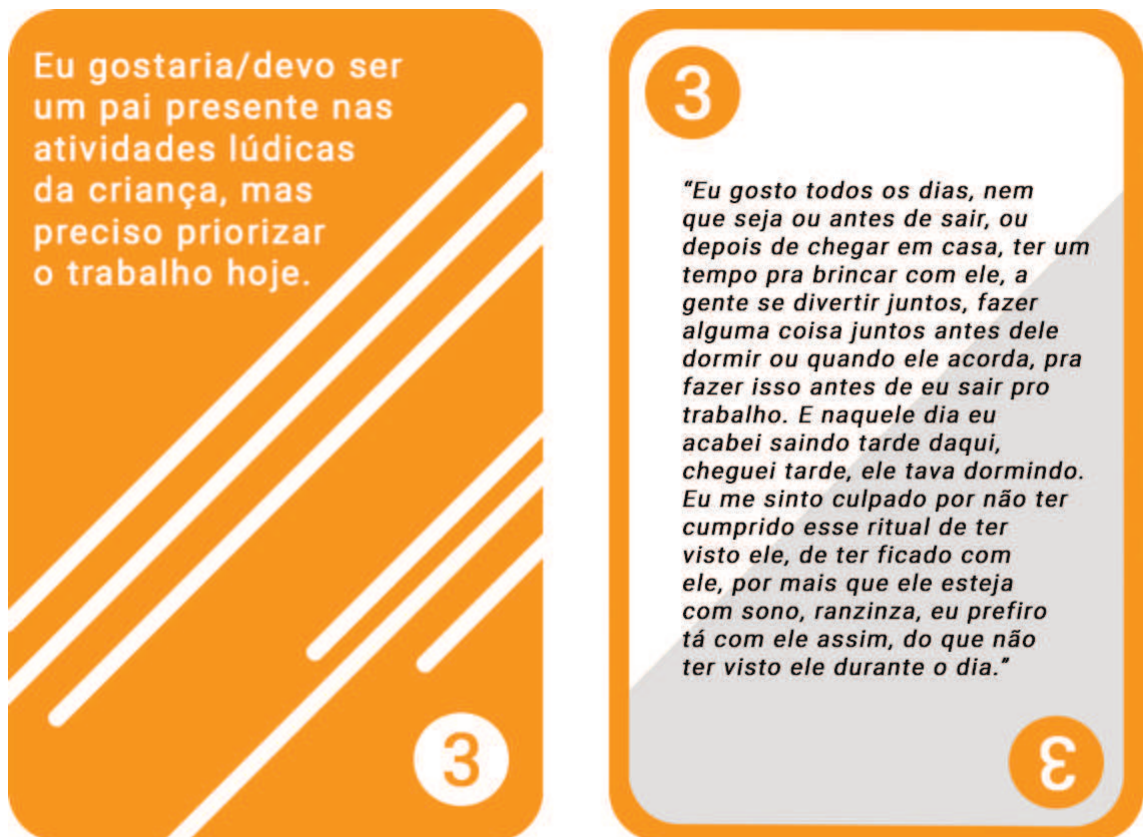 Eu gostaria/devo ser
um pai presente nas
atividades lúdicas
da criança, mas
preciso priorizar
o trabalho hoje.
3
3
"Eu gosto todos os dias, nem
que seja ou antes de sair, ou
depois de chegar em casa, ter um
tempo pra brincar com ele, a
gente se divertir juntos, fazer
alguma coisa juntos antes dele
dormir ou quando ele acorda, pra
fazer isso antes de eu sair pro
trabalho. E naquele dia eu
acabei saindo tarde daqui,
cheguei tarde, ele tava dormindo.
Eu me sinto culpado por não ter
cumprido esse ritual de ter
visto ele, de ter ficado com
ele, por mais que ele esteja
com sono, ranzinza, eu prefiro
tá com ele assim, do que não
ter visto ele durante o dia."
3